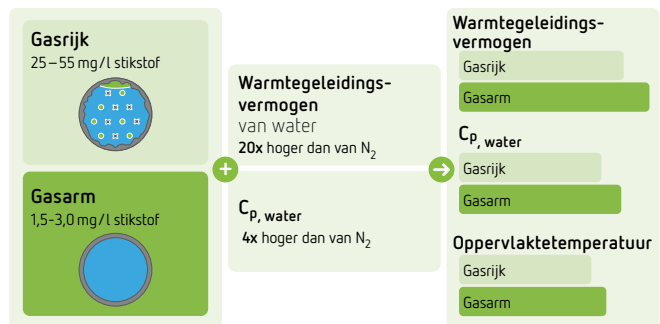 Gasrijk
25–55 mg/l stikstof
Gasarm
1,5-3,0 mg/l stikstof
+
Warmtegeleidings-
vermogen
van water
20x hoger dan van N2
Cp, water
4x hoger dan van N2
Warmtegeleidings-
vermogen
Gasrijk
Gasarm
Cp, water
Gasrijk
Gasarm
Oppervlaktetemperatuur
Gasrijk
Gasarm